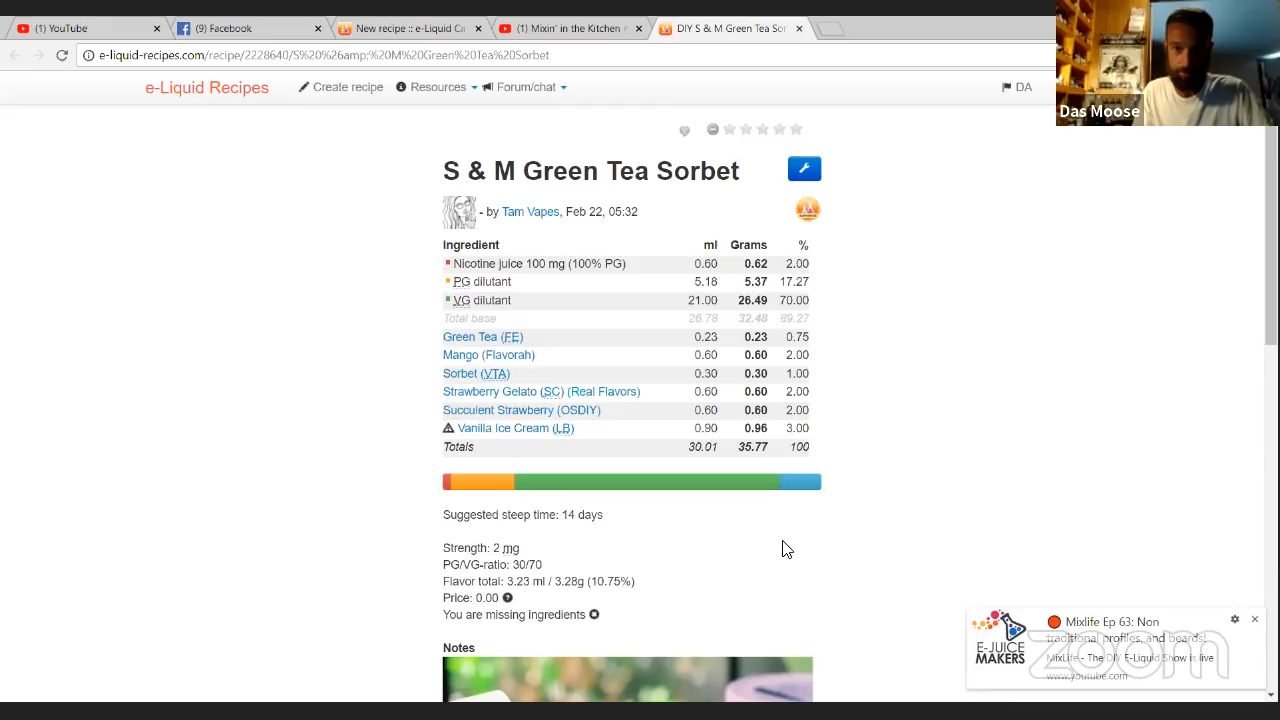 (1) YouTube
(9) Facebook
New recipe :: e-Liquid Ca
(1) Mixin' in the Kitchen
DIY S & M Green Tea Sor
e-liquid-recipes.com/recipe/2228640/S%20%26amp;%20M%20Green%20Tea%20Sorbet
Das Moose
e-Liquid Recipes
Create recipe
Resources
Forum/chat
DA
S & M Green Tea Sorbet
- by Tam Vapes, Feb 22, 05:32
Ingredient ml Grams %
Nicotine juice 100 mg (100% PG) 0.60 0.62 2.00
PG dilutant 5.18 5.37 17.27
VG dilutant 21.00 26.49 70.00
Total base 26.78 32.48 89.27
Green Tea (FE) 0.23 0.23 0.75
Mango (Flavorah) 0.60 0.60 2.00
Sorbet (VTA) 0.30 0.30 1.00
Strawberry Gelato (SC) (Real Flavors) 0.60 0.60 2.00
Succulent Strawberry (OSDIY) 0.60 0.60 2.00
Vanilla Ice Cream (LB) 0.90 0.96 3.00
Totals 30.01 35.77 100
Suggested steep time: 14 days
Strength: 2 mg
PG/VG-ratio: 30/70
Flavor total: 3.23 ml / 3.28g (10.75%)
Price: 0.00
You are missing ingredients
Notes
E-JUICE
MAKERS
Mixlife Ep 63: Non
traditional profiles, and beards!
MixLife - The DIY E-Liquid Show is live
www.youtube.com
zoom